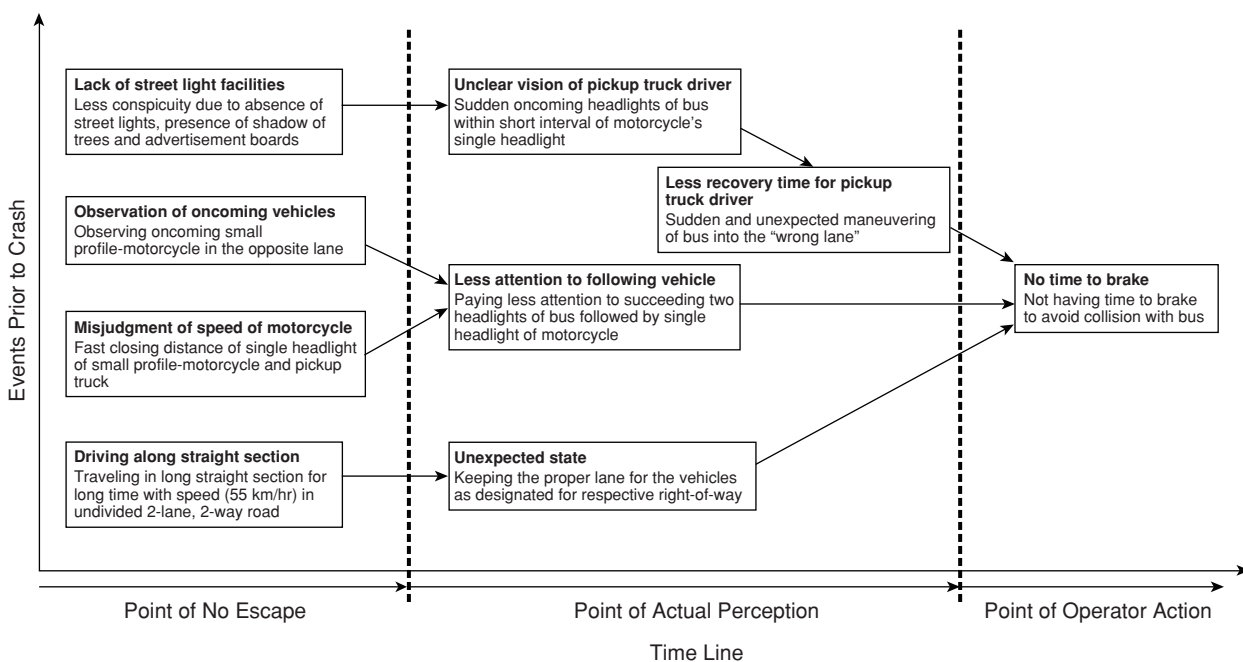 Events Prior to Crash
Lack of street light facilities
Less conspicuity due to absence of
street lights, presence of shadow of
trees and advertisement boards
Observation of oncoming vehicles
Observing oncoming small
profile-motorcycle in the opposite lane
Misjudgment of speed of motorcycle
Fast closing distance of single headlight
of small profile-motorcycle and pickup
truck
Driving along straight section
Traveling in long straight section for
long time with speed (55 km/hr) in
undivided 2-lane, 2-way road
Unclear vision of pickup truck driver
Sudden oncoming headlights of bus
within short interval of motorcycle's
single headlight
Less recovery time for pickup
truck driver
Sudden and unexpected maneuvering
of bus into the “wrong lane”
Less attention to following vehicle
Paying less attention to succeeding two
headlights of bus followed by single
headlight of motorcycle
Unexpected state
Keeping the proper lane for the vehicles
as designated for respective right-of-way
No time to brake
Not having time to brake
to avoid collision with bus
Point of No Escape
Point of Actual Perception
Point of Operator Action
Time Line